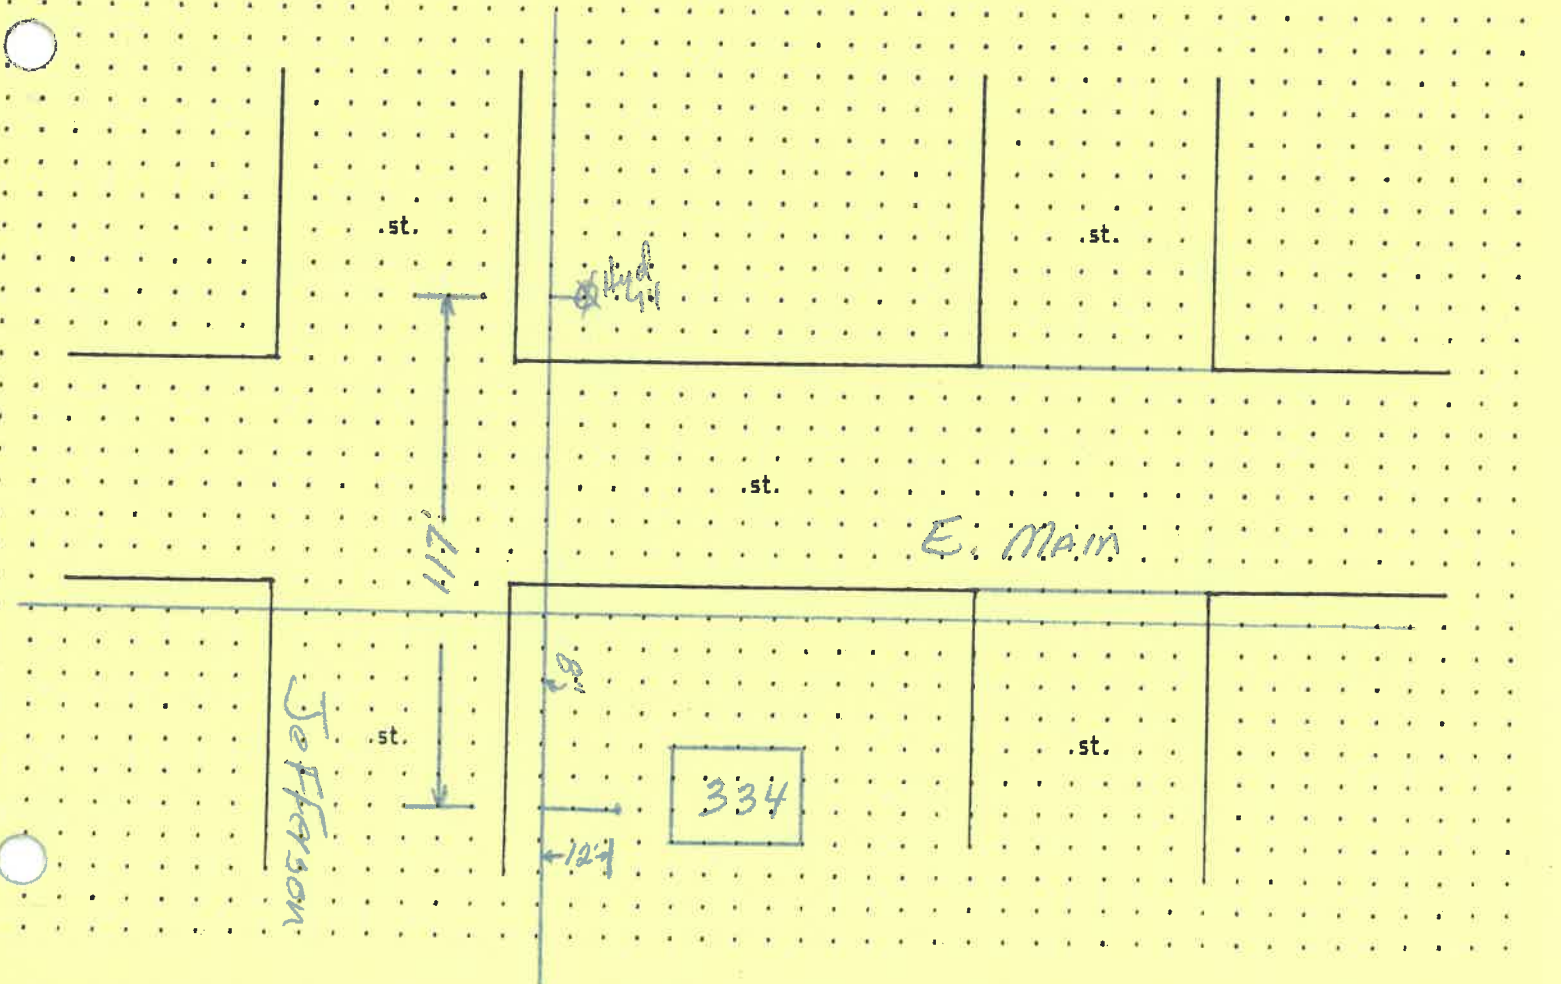 .st.
.st.
Hyd
.st.
117'
E. Main
8"
Jefferson
.st.
.st.
334
12'